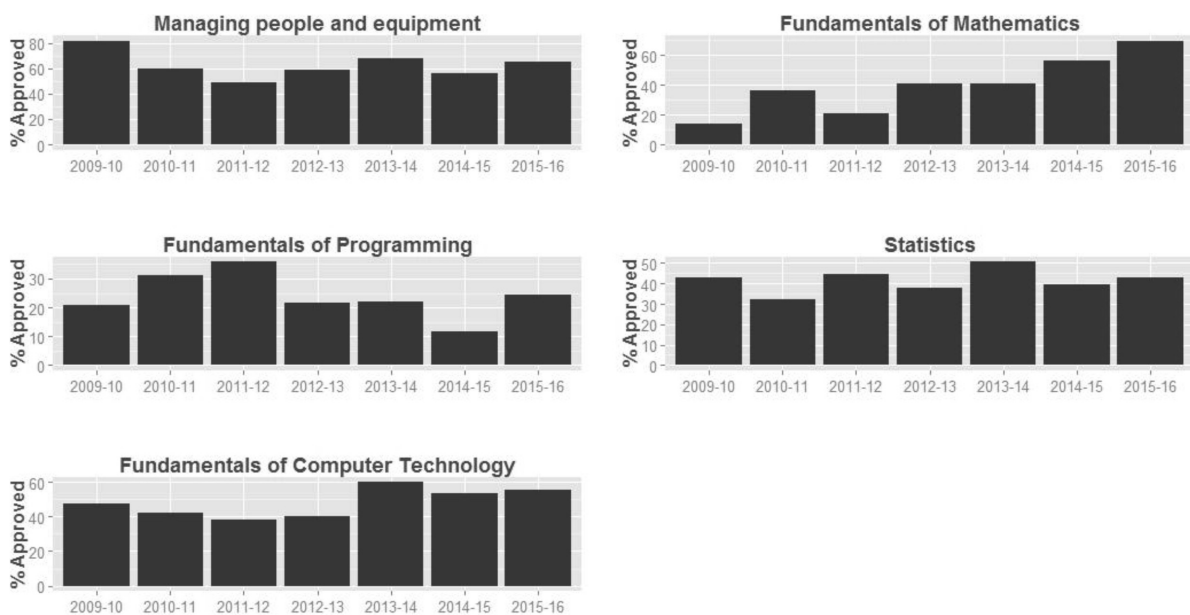 Managing people and equipment
%Approved
80
60
40
20
0
2009-10 2010-11 2011-12 2012-13 2013-14 2014-15 2015-16
Fundamentals of Mathematics
%Approved
60
40
20
0
2009-10 2010-11 2011-12 2012-13 2013-14 2014-15 2015-16
Fundamentals of Programming
%Approved
30
20
10
0
2009-10 2010-11 2011-12 2012-13 2013-14 2014-15 2015-16
Statistics
%Approved
50
40
30
20
10
0
2009-10 2010-11 2011-12 2012-13 2013-14 2014-15 2015-16
Fundamentals of Computer Technology
%Approved
60
40
20
0
2009-10 2010-11 2011-12 2012-13 2013-14 2014-15 2015-16